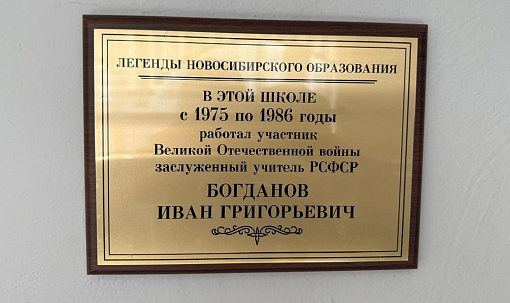 ЛЕГЕНДЫ НОВОСИБИРСКОГО ОБРАЗОВАНИЯ
В ЭТОЙ ШКОЛЕ
с 1975 по 1986 годы
работал участник
Великой Отечественной войны
заслуженный учитель РСФСР
БОГДАНОВ
ИВАН ГРИГОРЬЕВИЧ